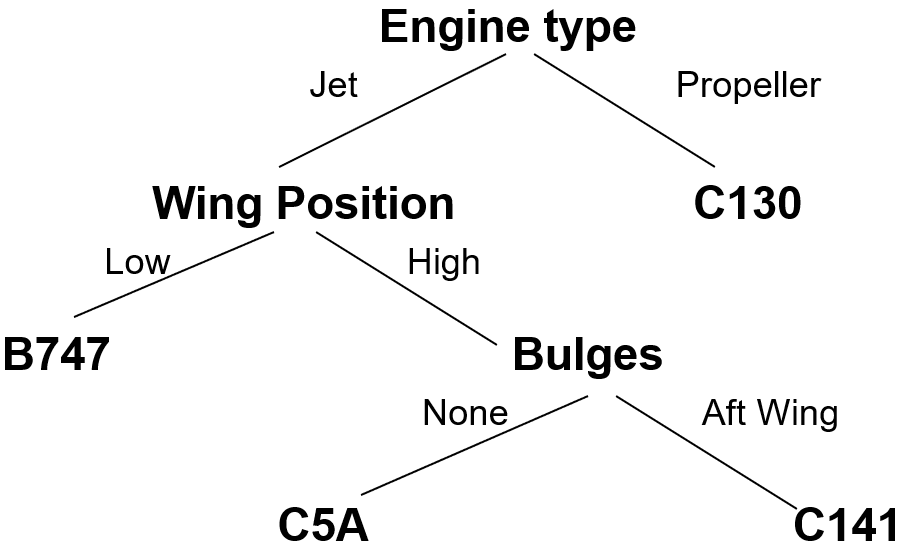 Engine type
Jet
Propeller
Wing Position
C130
Low
High
B747
Bulges
None
Aft Wing
C5A
C141